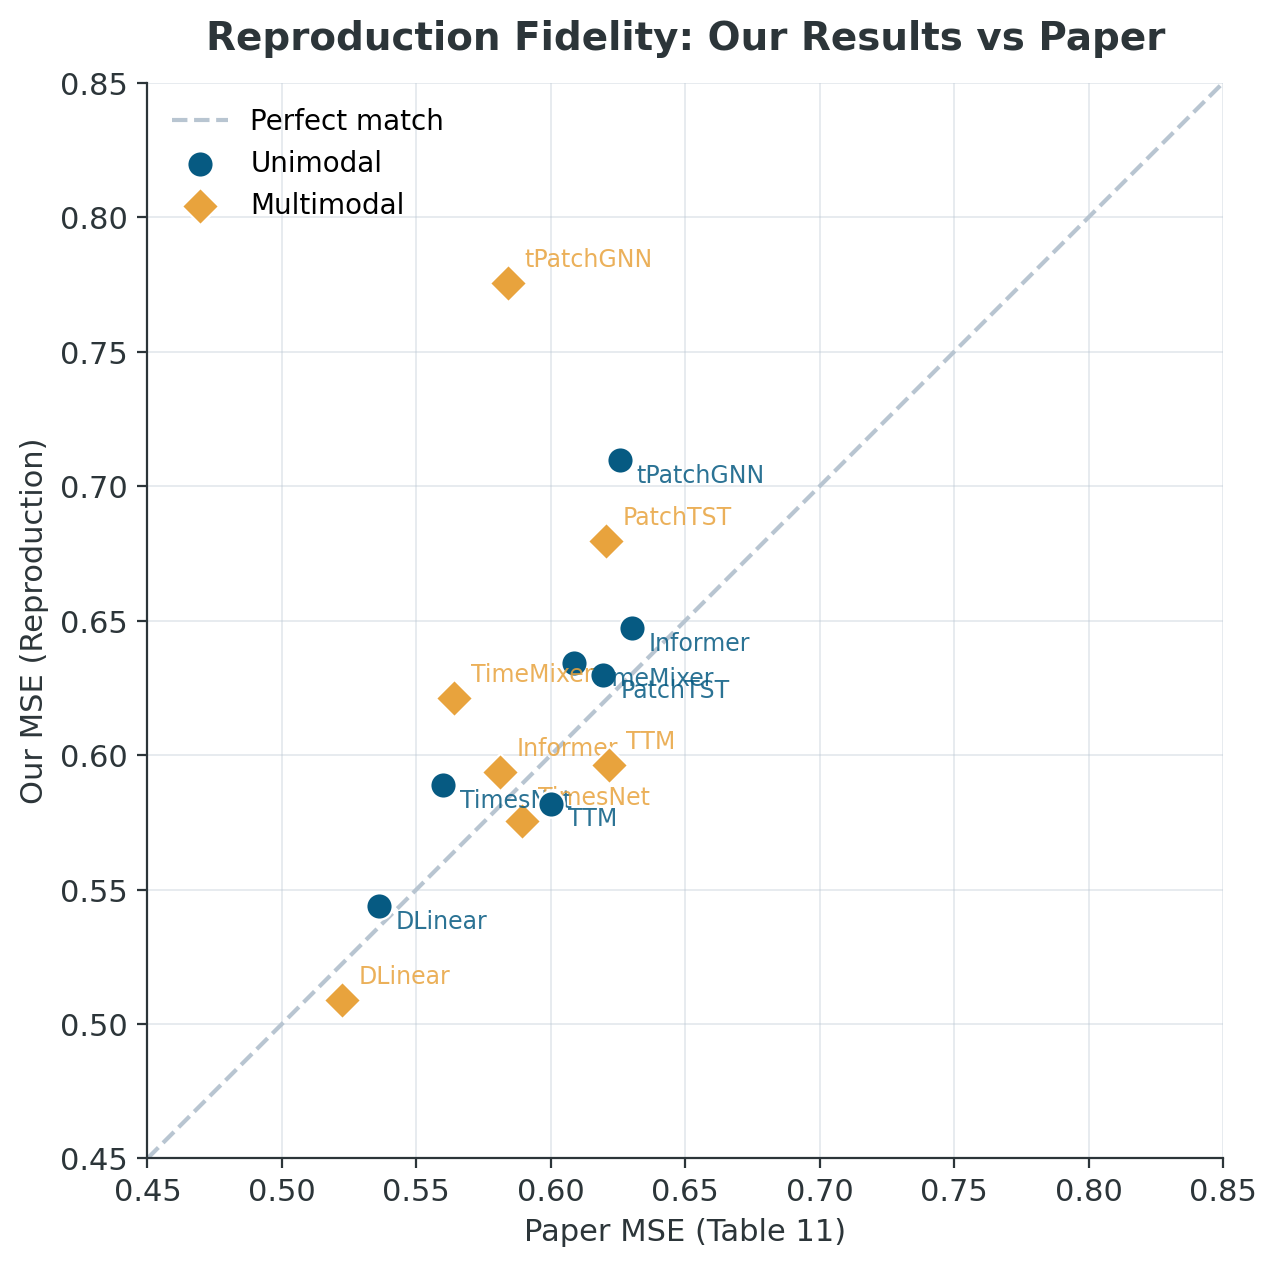 Reproduction Fidelity: Our Results vs Paper
0.85
0.80
0.75
0.70
0.65
0.60
0.55
0.50
0.45
Our MSE (Reproduction)
Perfect match
Unimodal
Multimodal
tPatchGNN
tPatchGNN
PatchTST
Informer
TimeMixer
meMixer
PatchTST
Informer
TTM
TimesNet
TimesNet
TTM
DLinear
DLinear
0.45
0.50
0.55
0.60
0.65
0.70
0.75
0.80
0.85
Paper MSE (Table 11)